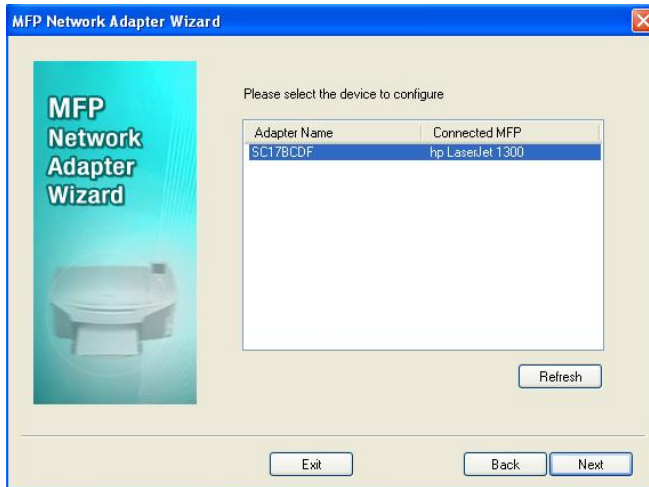 MFP Network Adapter Wizard
MFP
Network
Adapter
Wizard
Please select the device to configure
Adapter Name Connected MFP
SC17BCDF hp LaserJet 1300
Refresh
Exit Back Next